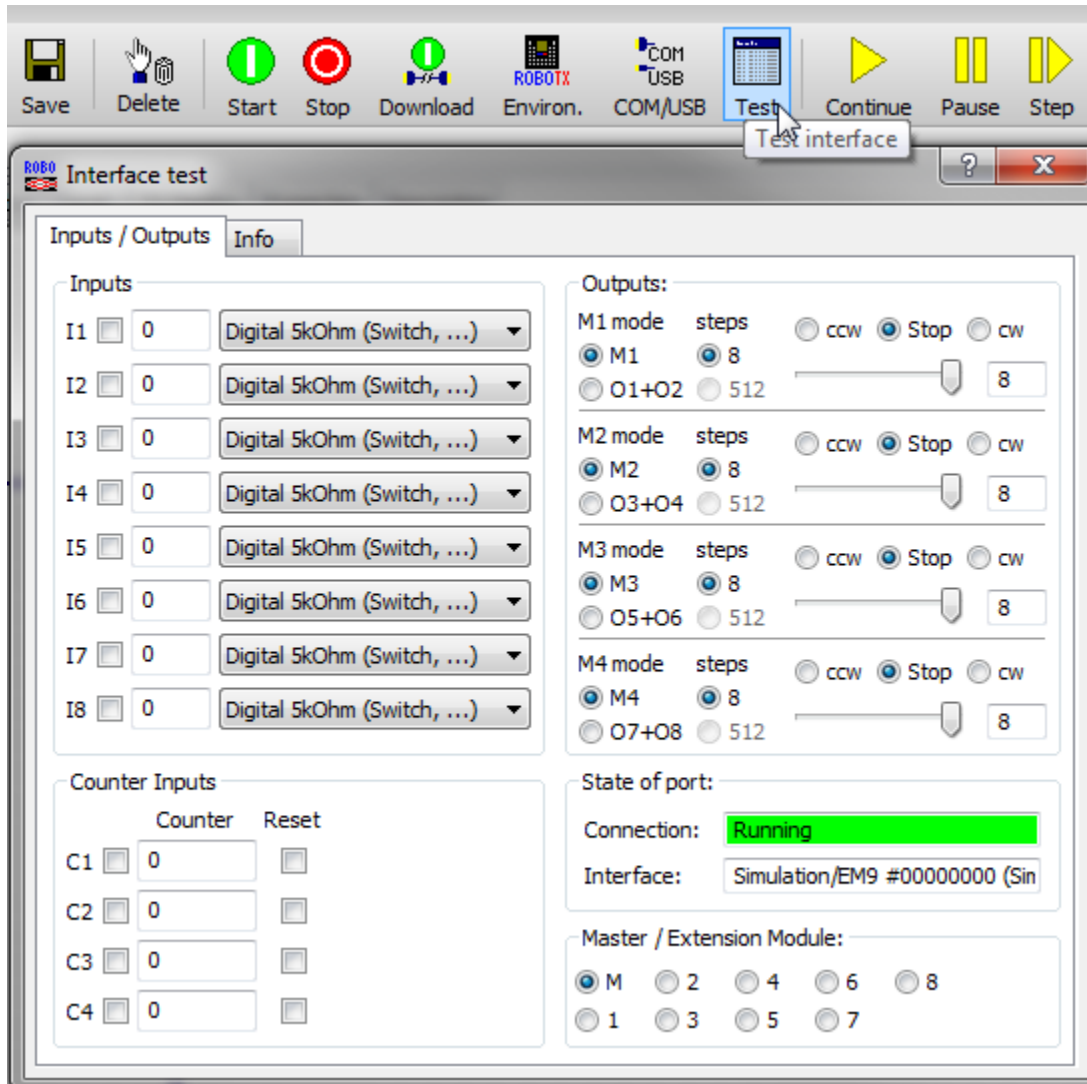 ROBOTX
COM
USB
Save Delete Start Stop Download Environ. COM/USB Test Continue Pause Step
Test interface
ROBO Interface test
Inputs / Outputs Info
Inputs
I1 0 Digital 5kOhm (Switch, ...)
I2 0 Digital 5kOhm (Switch, ...)
I3 0 Digital 5kOhm (Switch, ...)
I4 0 Digital 5kOhm (Switch, ...)
I5 0 Digital 5kOhm (Switch, ...)
I6 0 Digital 5kOhm (Switch, ...)
I7 0 Digital 5kOhm (Switch, ...)
I8 0 Digital 5kOhm (Switch, ...)
Counter Inputs
Counter Reset
C1 0
C2 0
C3 0
C4 0
Outputs:
M1 mode steps ccw Stop cw
M1 8
O1+O2 512 8
M2 mode steps ccw Stop cw
M2 8
O3+O4 512 8
M3 mode steps ccw Stop cw
M3 8
O5+O6 512 8
M4 mode steps ccw Stop cw
M4 8
O7+O8 512 8
State of port:
Connection: Running
Interface: Simulation/EM9 #00000000 (Sin
Master / Extension Module:
M 2 4 6 8
1 3 5 7